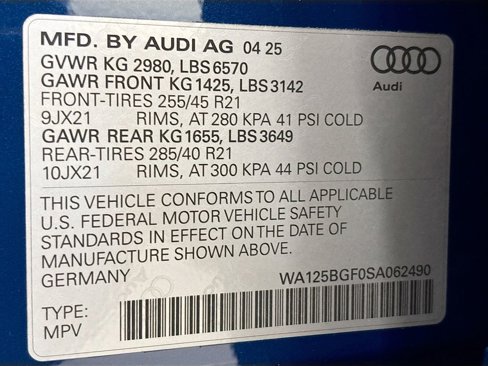 MFD. BY AUDI AG 04 25
GVWR KG 2980, LBS 6570
GAWR FRONT KG 1425, LBS 3142
FRONT-TIRES 255/45 R21
9JX21 RIMS, AT 280 KPA 41 PSI COLD
GAWR REAR KG 1655, LBS 3649
REAR-TIRES 285/40 R21
10JX21 RIMS, AT 300 KPA 44 PSI COLD
Audi
THIS VEHICLE CONFORMS TO ALL APPLICABLE
U.S. FEDERAL MOTOR VEHICLE SAFETY
STANDARDS IN EFFECT ON THE DATE OF
MANUFACTURE SHOWN ABOVE.
GERMANY WA125BGF0SA062490
TYPE:
MPV